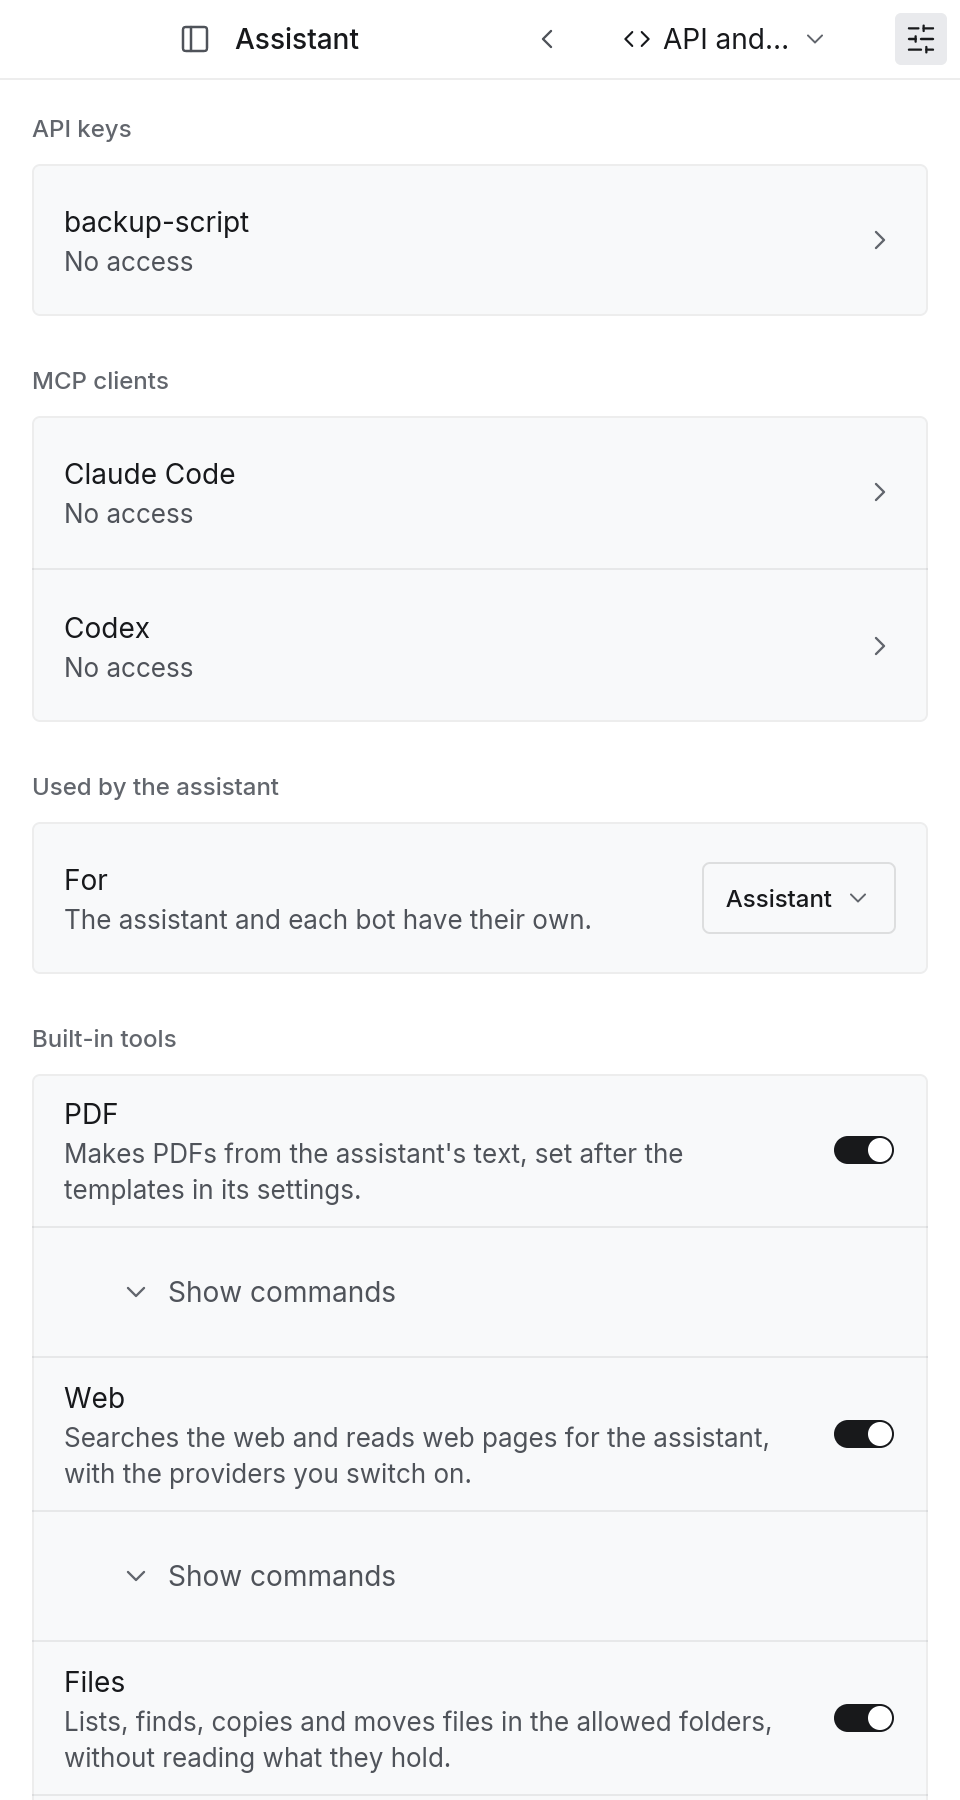 Assistant
API and...
API keys
backup-script
No access
MCP clients
Claude Code
No access
Codex
No access
Used by the assistant
For
The assistant and each bot have their own.
Assistant
Built-in tools
PDF
Makes PDFs from the assistant's text, set after the
templates in its settings.
Show commands
Web
Searches the web and reads web pages for the assistant,
with the providers you switch on.
Show commands
Files
Lists, finds, copies and moves files in the allowed folders,
without reading what they hold.